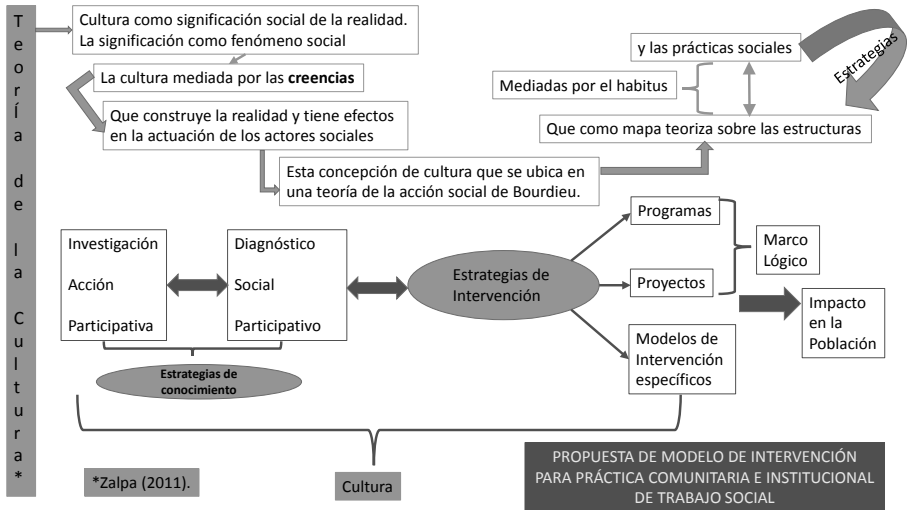 Teoría de la Cultura*
Cultura como significación social de la realidad.
La significación como fenómeno social
La cultura mediada por las creencias
Que construye la realidad y tiene efectos
en la actuación de los actores sociales
Esta concepción de cultura que se ubica en
una teoría de la acción social de Bourdieu.
y las prácticas sociales
Mediadas por el habitus
Que como mapa teoriza sobre las estructuras
Estrategias
Investigación
Acción
Participativa
Diagnóstico
Social
Participativo
Estrategias de
conocimiento
Estrategias de
Intervención
Programas
Proyectos
Modelos de
Intervención
específicos
Marco
Lógico
Impacto
en la
Población
*Zalpa (2011).
Cultura
PROPUESTA DE MODELO DE INTERVENCIÓN
PARA PRÁCTICA COMUNITARIA E INSTITUCIONAL
DE TRABAJO SOCIAL